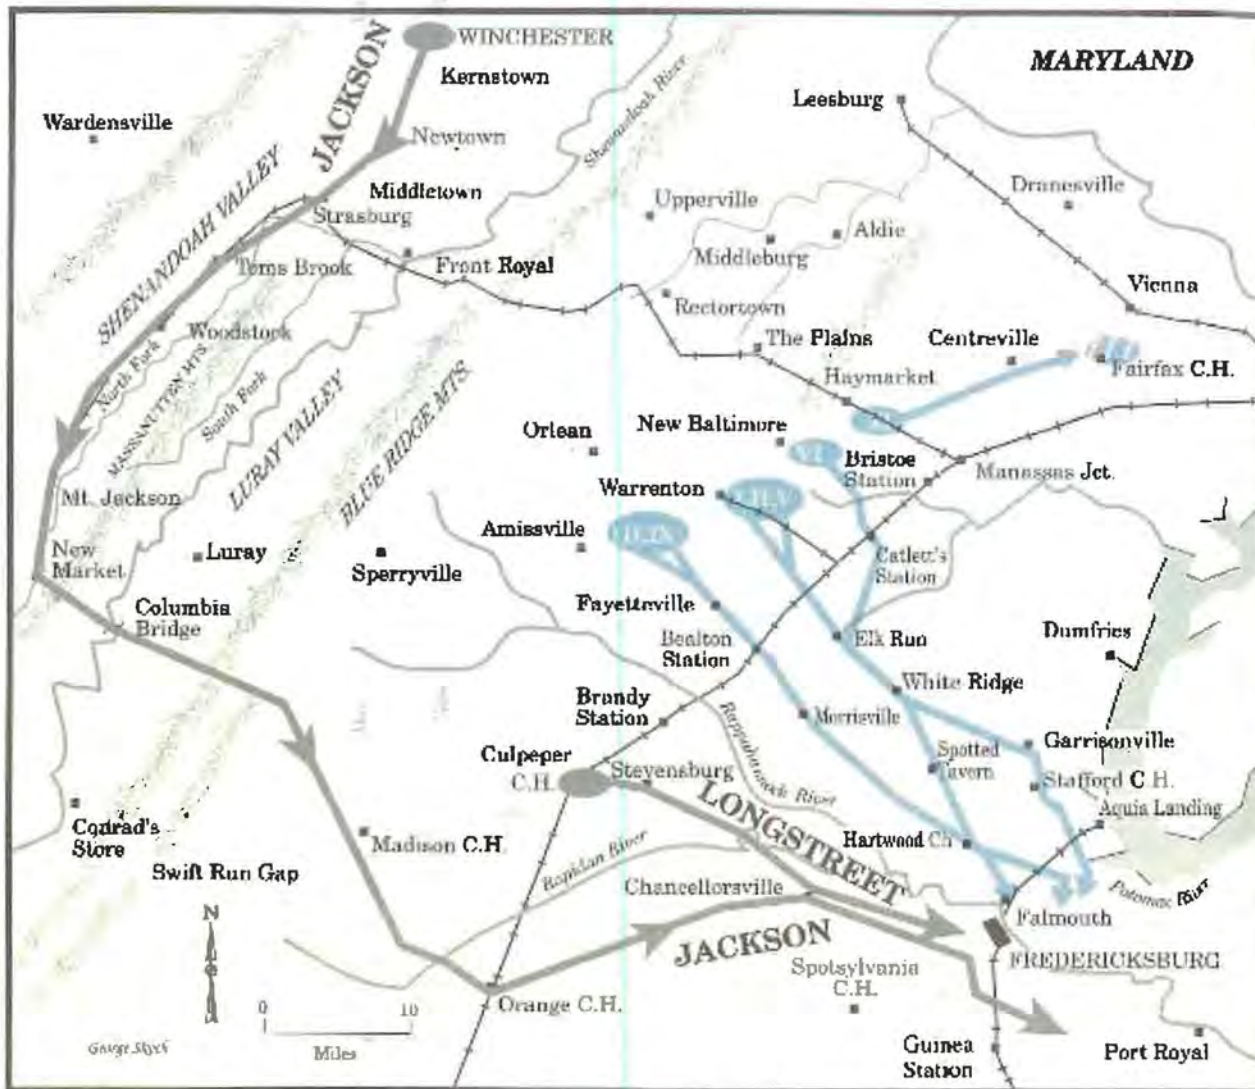 WINCHESTER
JACKSON
Kernstown
MARYLAND
Leesburg
Wardensville
Newtown
Shenandoah River
Middletown
Strasburg
Dranesville
Upperville
Aldie
Middleburg
SHENANDOAH VALLEY
Toms Brook
Front Royal
Rectortown
Vienna
Woodstock
The Plains
Centreville
Fairfax C.H.
North Fork
MASSANUTTEN MTS.
South Fork
Haymarket
LURAY VALLEY
BLUE RIDGE MTS.
Orlean
New Baltimore
VI
Bristoe
Station
Manassas Jct.
Mt. Jackson
Warrenton
Amissville
New
Market
Luray
Sperryville
Catlett's
Station
Columbia
Bridge
Fayetteville
Bealton
Station
Elk Run
Dumfries
White Ridge
Brandy
Station
Morrisville
Rappahannock River
Garrisonville
Spotted
Tavern
Culpeper
C.H.
Stevensburg
Stafford C.H.
LONGSTREET
Aquia Landing
Conrad's
Store
Madison C.H.
Hartwood Ch
Swift Run Gap
Rapidan River
Chancellorsville
Potomac River
Falmouth
N
JACKSON
FREDERICKSBURG
Spotsylvania
C.H.
0 10
Miles
Orange C.H.
Guinea
Station
Port Royal